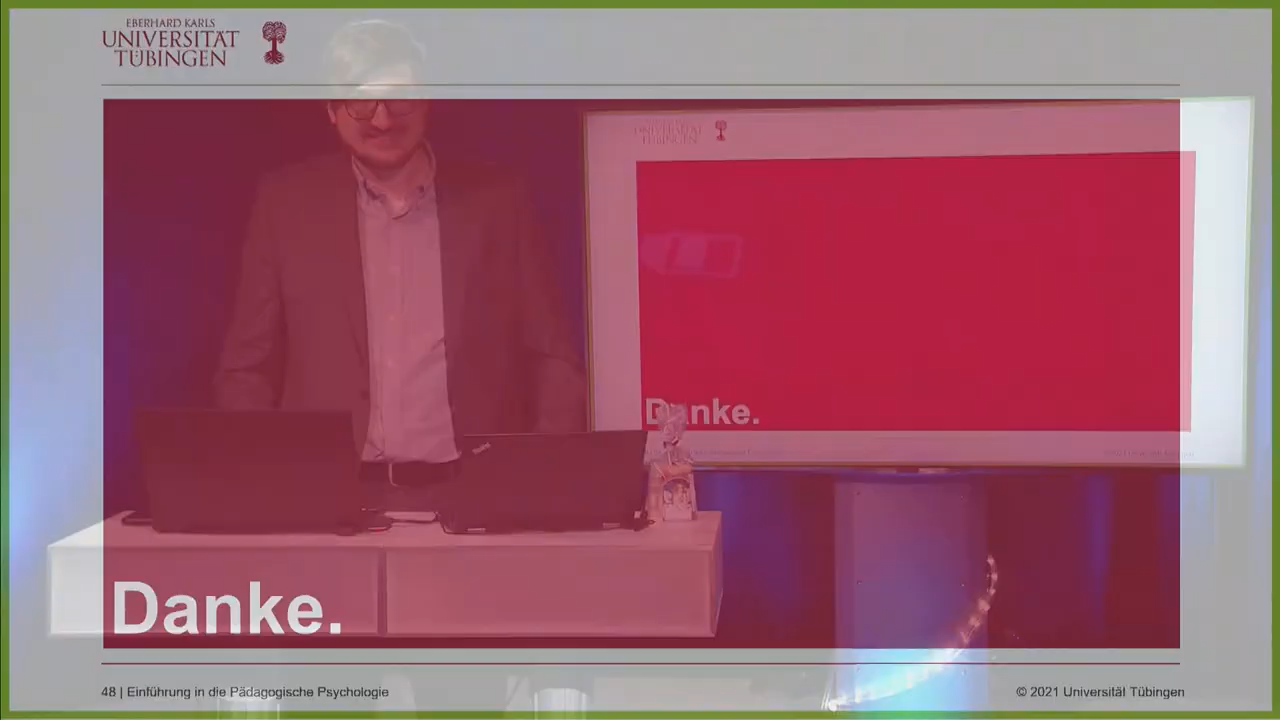 EBERHARD KARLS
UNIVERSITÄT
TÜBINGEN
UNIVERSITÄT
TÜBINGEN
Danke.
Danke.
48 | Einführung in die Pädagogische Psychologie
© 2021 Universität Tübingen